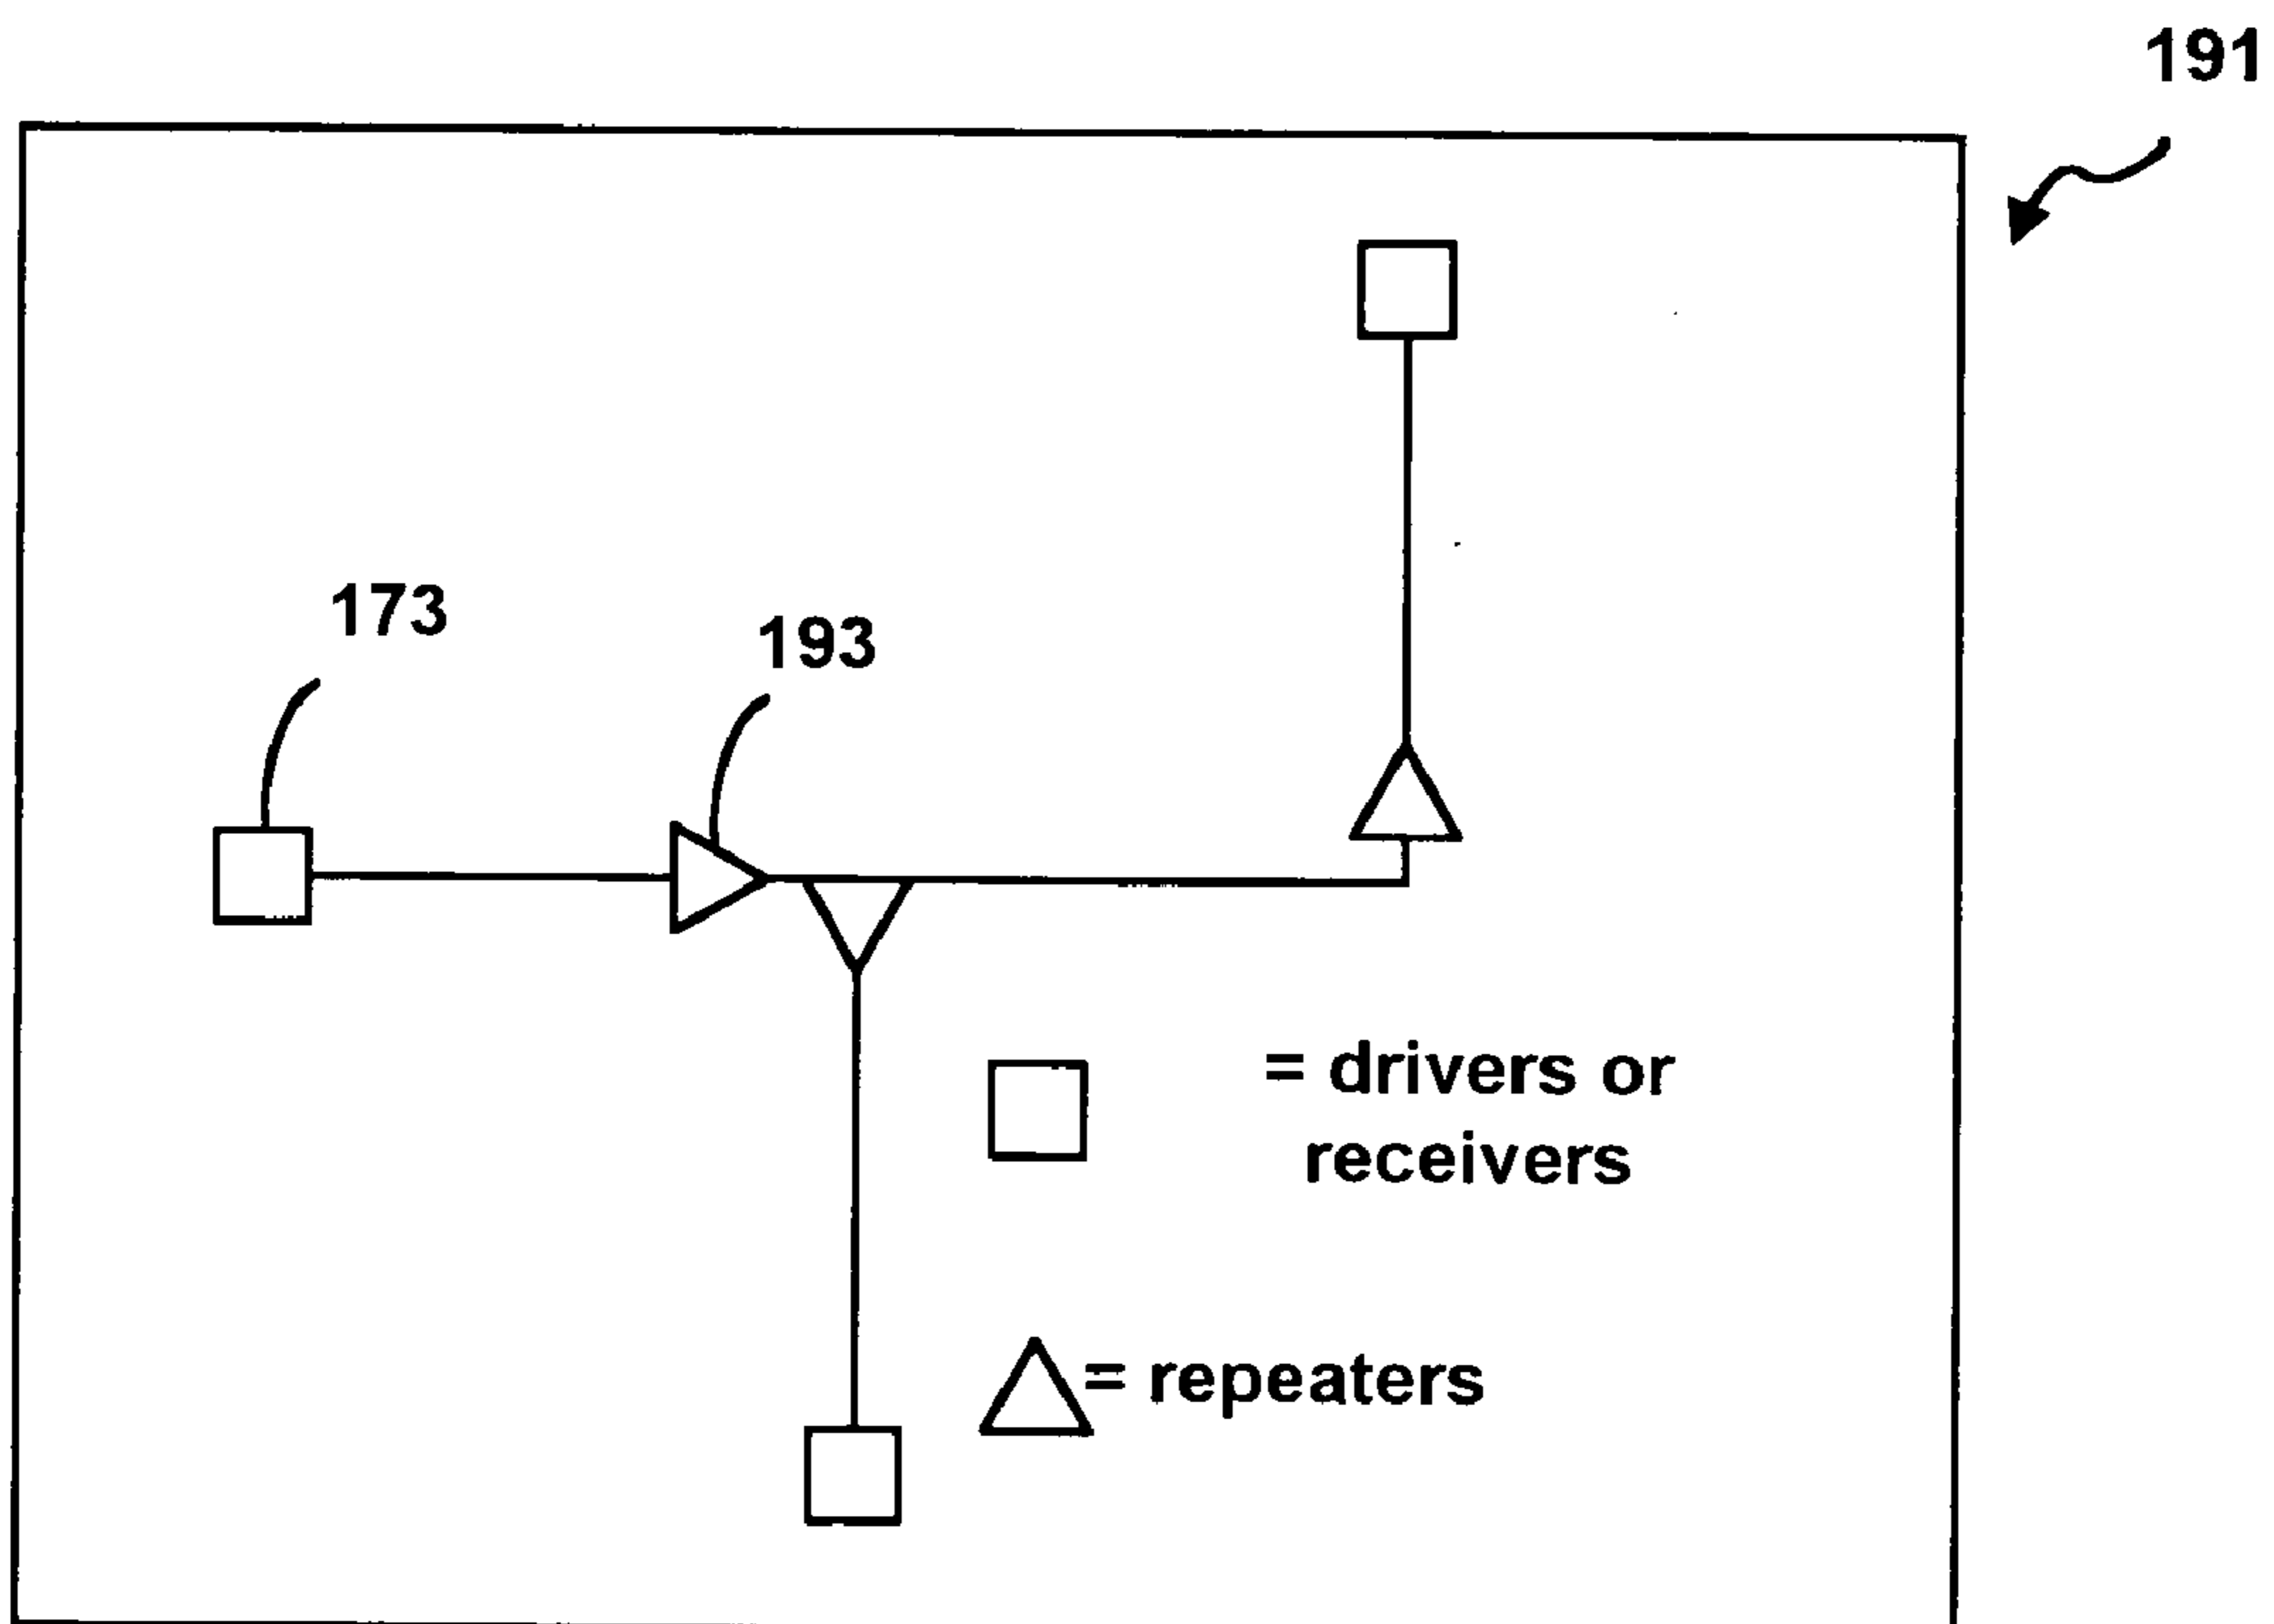 191
173
193
= drivers or
receivers
= repeaters